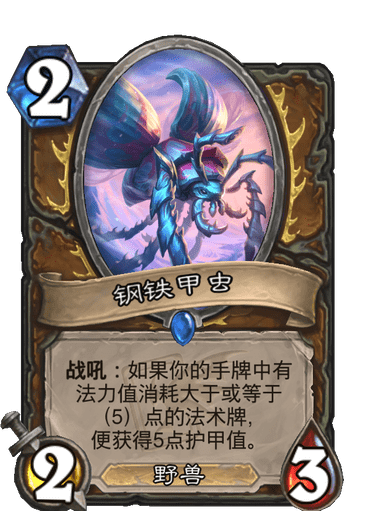 2
钢铁甲虫
战吼：如果你的手牌中有
法力值消耗大于或等于
（5）点的法术牌，
便获得5点护甲值。
2
野兽
3